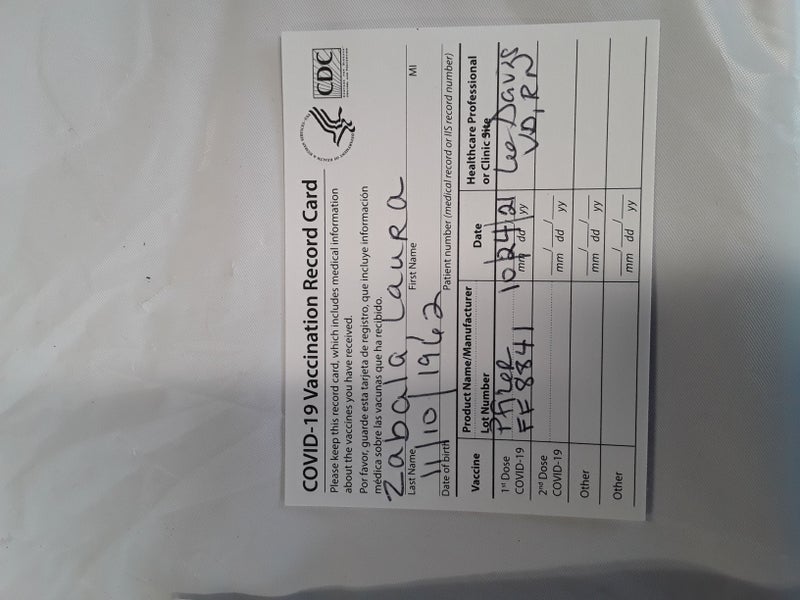 COVID-19 Vaccination Record Card
CDC
Please keep this record card, which includes medical information
about the vaccines you have received.
Por favor, guarde esta tarjeta de registro, que incluye información
médica sobre las vacunas que ha recibido.
Zabala Laura
Last Name First Name MI
11/10/1962
Date of birth Patient number (medical record or IIS record number)
Vaccine Product Name/Manufacturer Date Healthcare Professional
Lot Number or Clinic Site
1st Dose Pfizer 10/24/21 Lee Davis
COVID-19 FF8841 mm dd yy RN
2nd Dose
COVID-19 mm dd yy
Other
mm dd yy
Other
mm dd yy